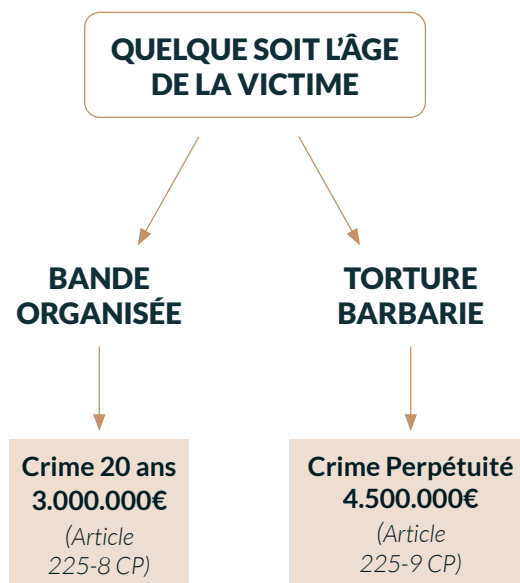 QUELQUE SOIT L'ÂGE
DE LA VICTIME
BANDE
ORGANISÉE
TORTURE
BARBARIE
Crime 20 ans
3.000.000€
(Article
225-8 CP)
Crime Perpétuité
4.500.000€
(Article
225-9 CP)